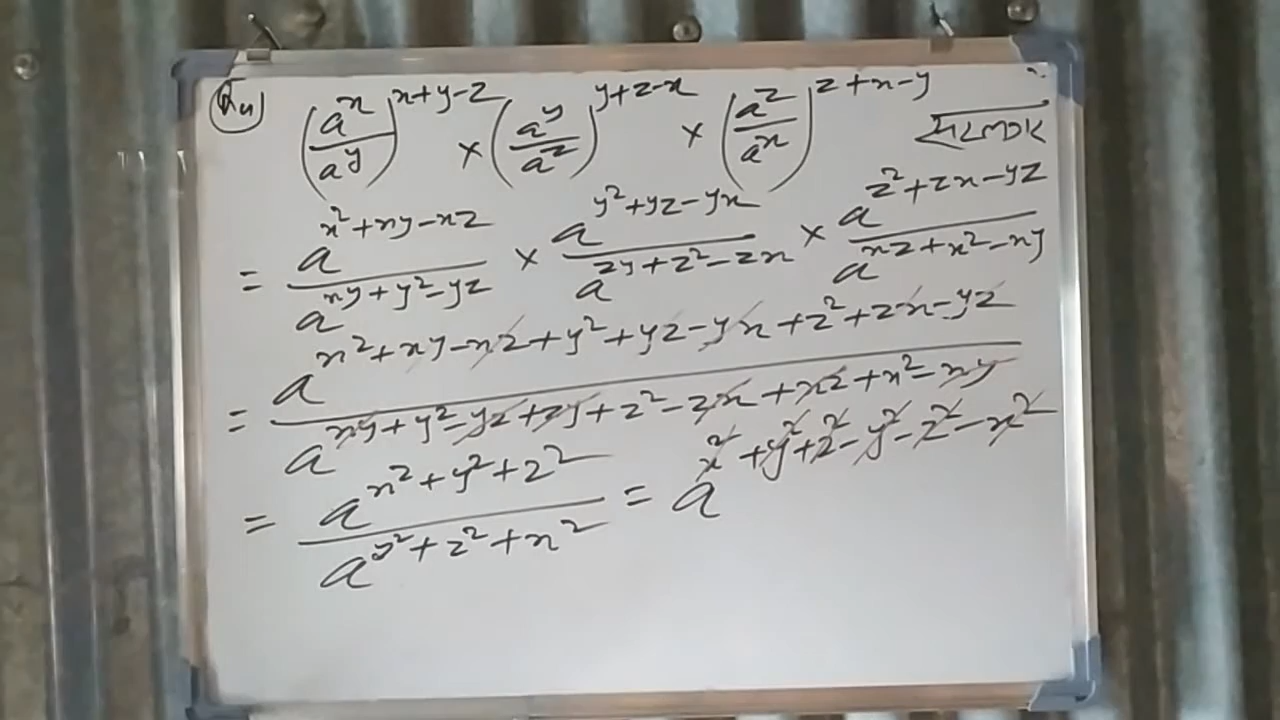 Qu (a^x/a^y)^(x+y-z) × (a^y/a^z)^(y+z-x) × (a^z/a^x)^(z+x-y)
= a^(x²+xy-xz)/a^(xy+y²-yz) × a^(y²+yz-yx)/a^(zy+z²-zx) × a^(z²+zx-yz)/a^(xz+x²-xy)
= a^(x²+xy-xz+y²+yz-yx+z²+zx-yz)/a^(xy+y²-yz+zy+z²-zx+xz+x²-xy)
= a^(x²+y²+z²)/a^(y²+z²+x²) = a^(x²+y²+z²-y²-z²-x²)